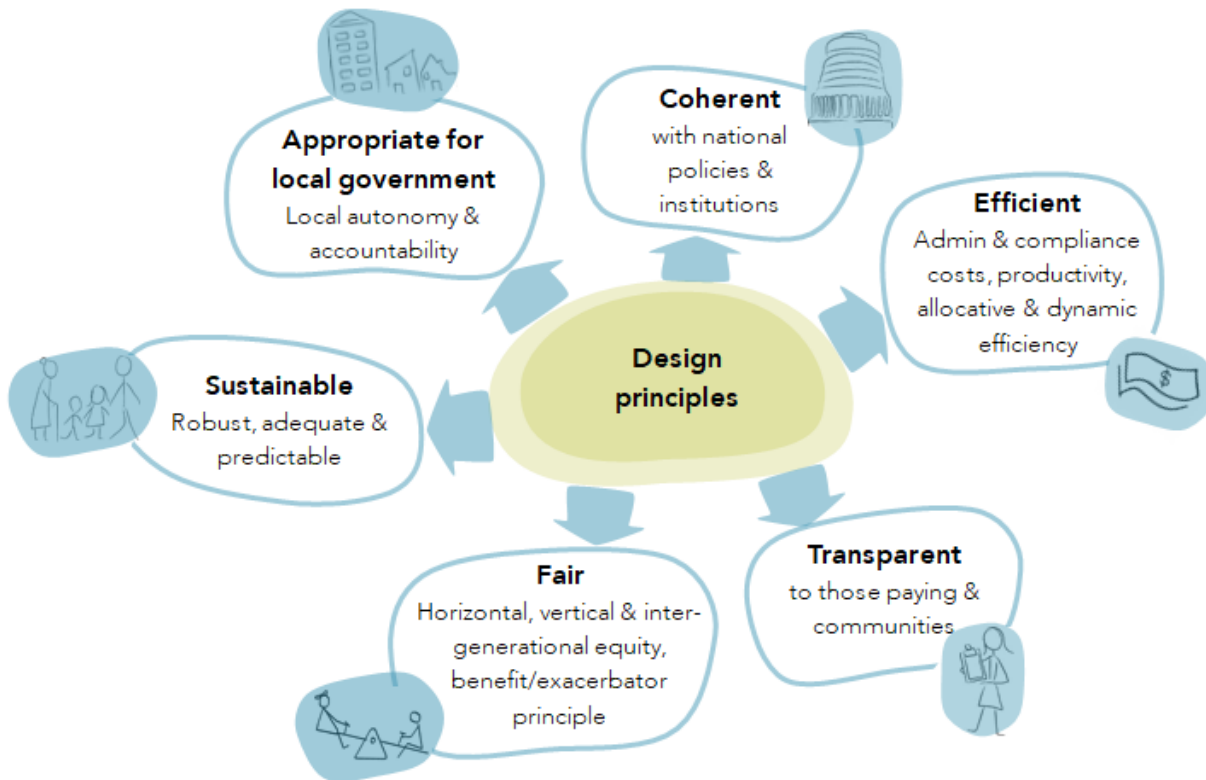 Appropriate for
local government
Local autonomy &
accountability
Coherent
with national
policies &
institutions
Efficient
Admin & compliance
costs, productivity,
allocative & dynamic
efficiency
$
Design
principles
Sustainable
Robust, adequate &
predictable
Fair
Horizontal, vertical & inter-
generational equity,
benefit/exacerbator
principle
Transparent
to those paying &
communities